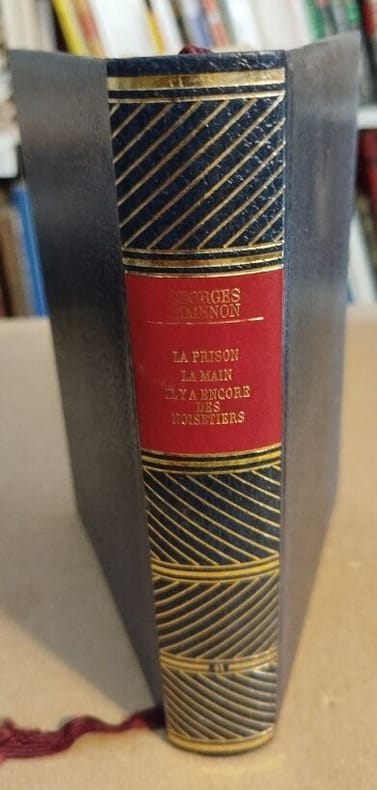 GEORGES
SIMENON
LA PRISON
LA MAIN
IL Y A ENCORE
DES
NOISETIERS